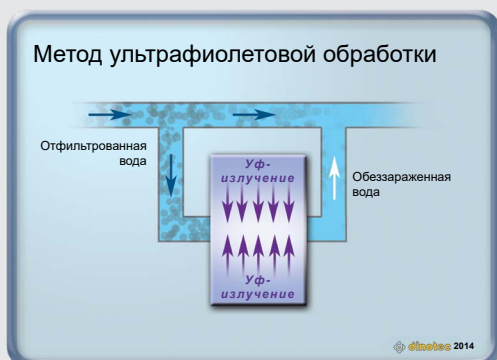 Метод ультрафиолетовой обработки
Отфильтрованная
вода
Уф-
излучение
Обеззараженная
вода
Уф-
излучение
dinotec 2014